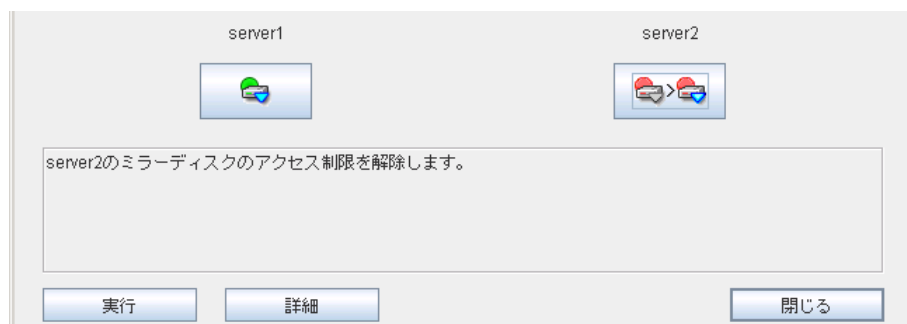 server1
server2
>
server2のミラーディスクのアクセス制限を解除します。
実行
詳細
閉じる